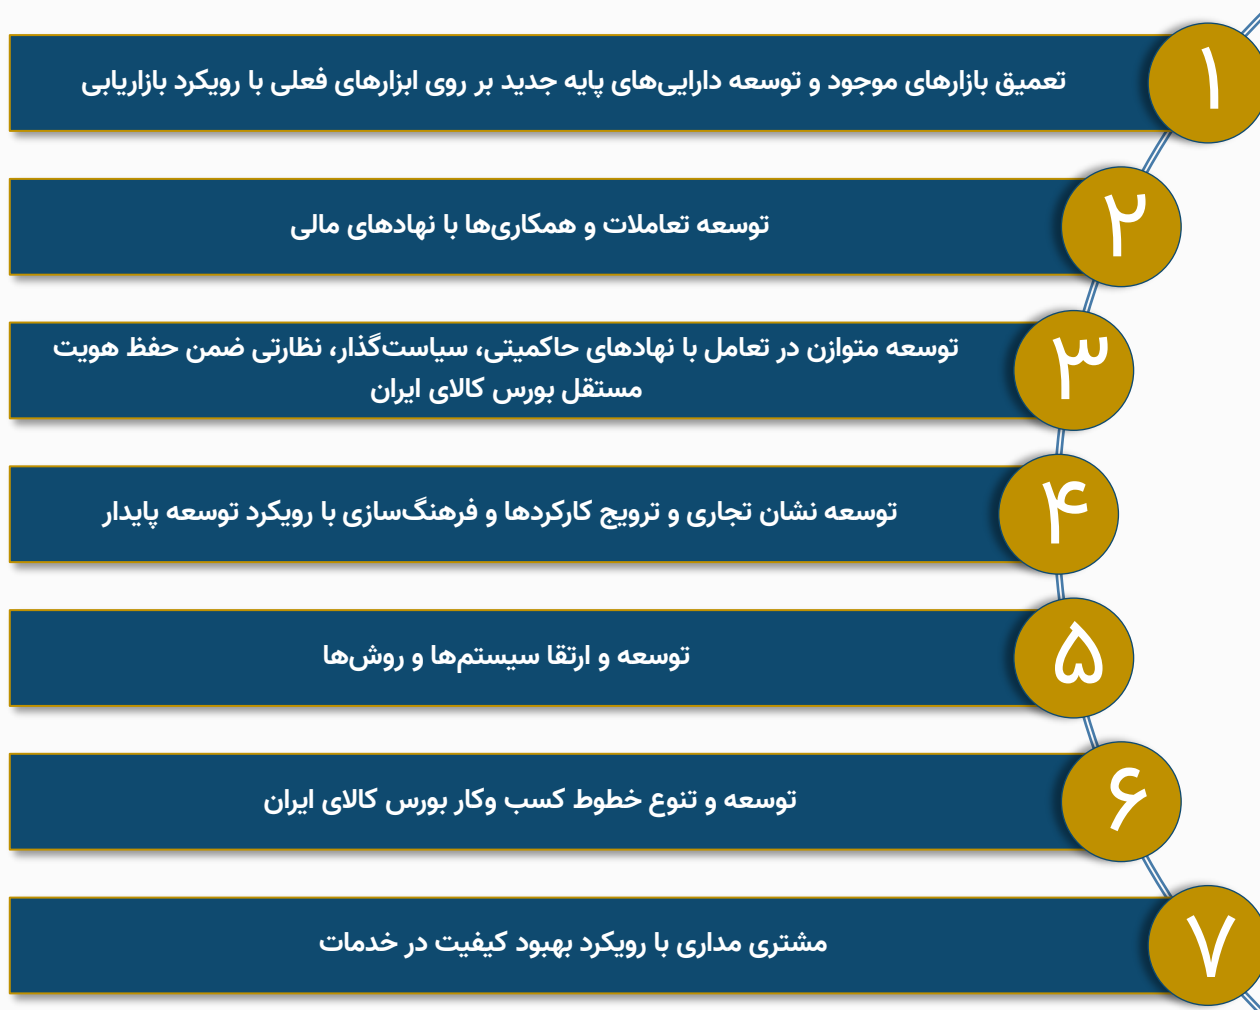 ۱
تعمیق بازارهای موجود و توسعه دارایی‌های پایه جدید بر روی ابزارهای فعلی با رویکرد بازاریابی
۲
توسعه تعاملات و همکاری‌ها با نهادهای مالی
۳
توسعه متوازن در تعامل با نهادهای حاکمیتی، سیاست‌گذار، نظارتی ضمن حفظ هویت
مستقل بورس کالای ایران
۴
توسعه نشان تجاری و ترویج کارکردها و فرهنگ‌سازی با رویکرد توسعه پایدار
۵
توسعه و ارتقا سیستم‌ها و روش‌ها
۶
توسعه و تنوع خطوط کسب وکار بورس کالای ایران
۷
مشتری مداری با رویکرد بهبود کیفیت در خدمات